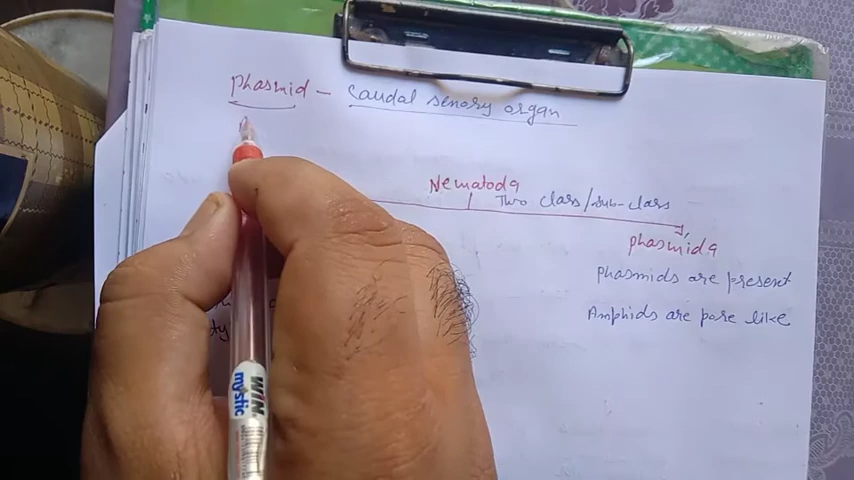 Phasmid - Caudal sensory organ
Nematoda
Two class/sub-class
Phasmida
Phasmids are present
Amphids are pore like
ty
WIN
mystic